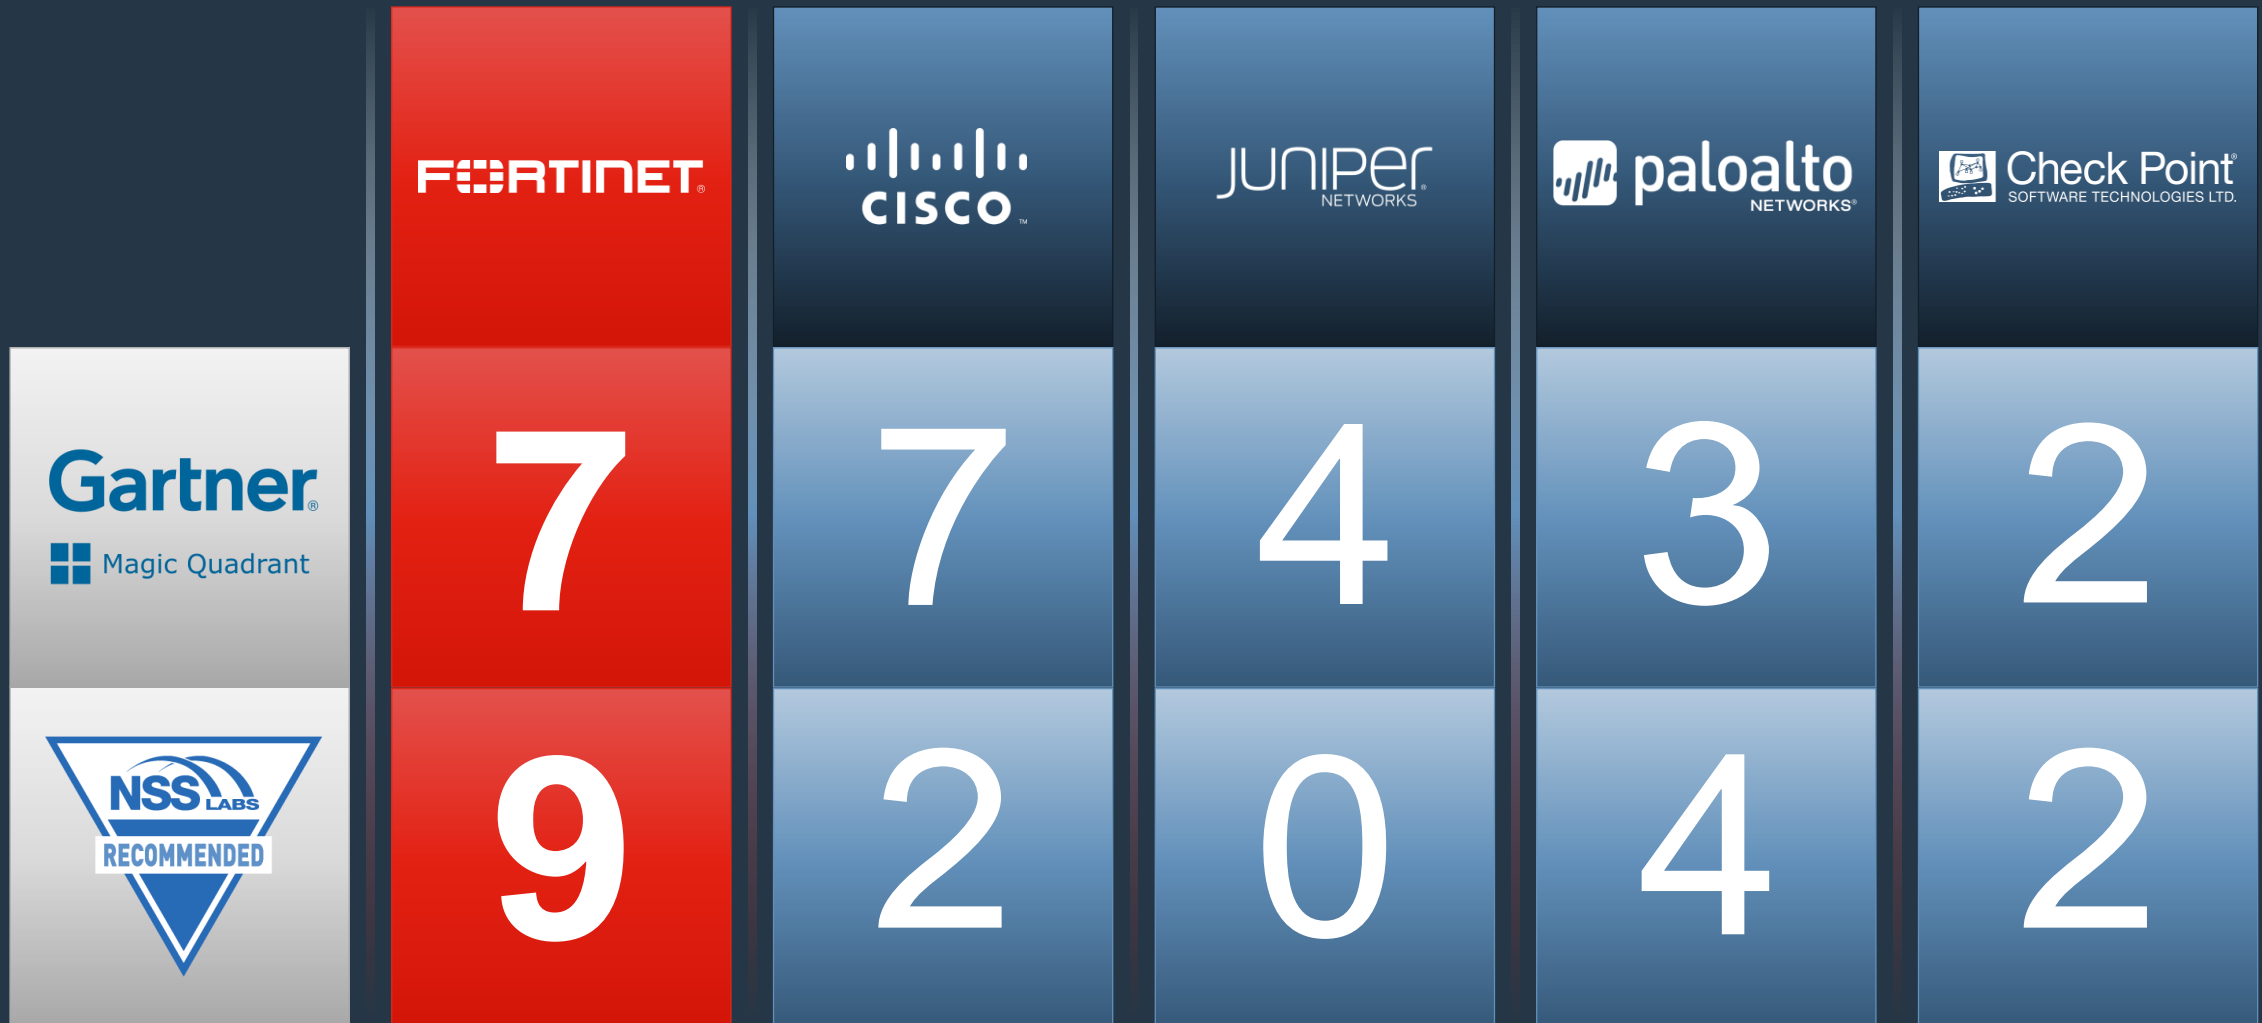 FORTINET®
CISCO™
JUNIPER®
NETWORKS
paloalto
NETWORKS®
Check Point®
SOFTWARE TECHNOLOGIES LTD.
Gartner®
Magic Quadrant
7
7
4
3
2
NSS LABS
RECOMMENDED
9
2
0
4
2